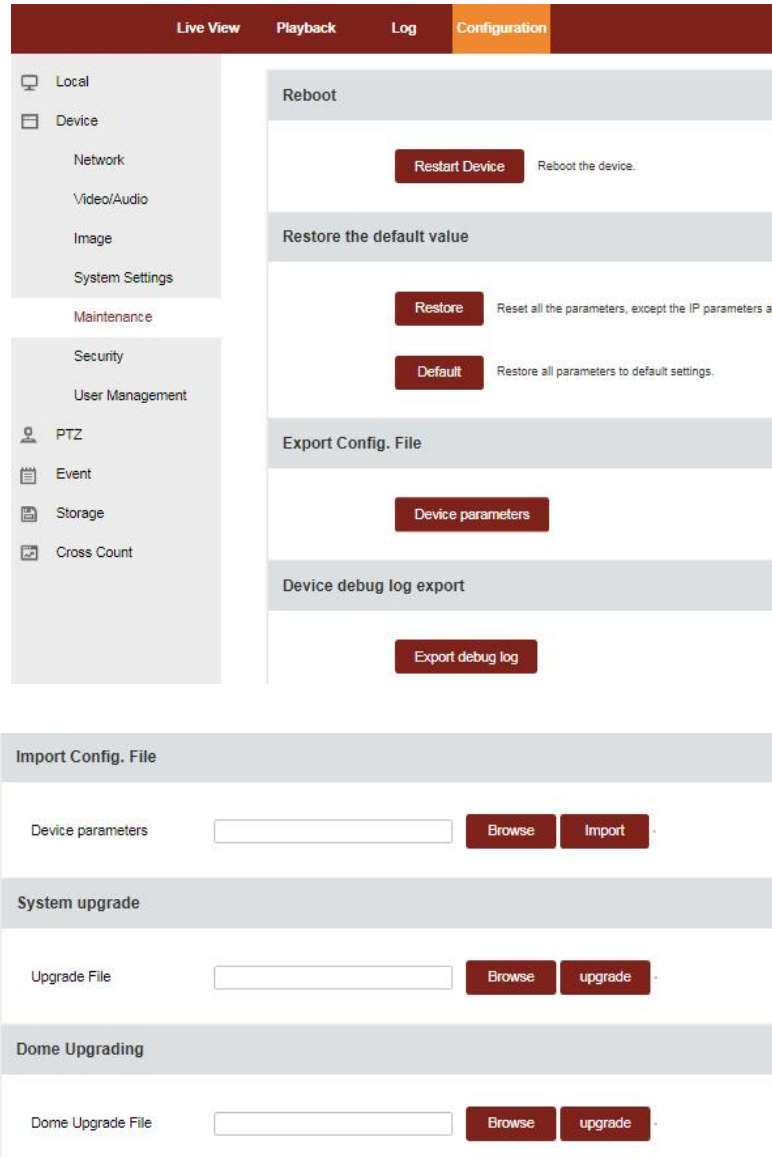 Live View Playback Log Configuration
Local
Device
Network
Video/Audio
Image
System Settings
Maintenance
Security
User Management
PTZ
Event
Storage
Cross Count
Reboot
Restart Device Reboot the device.
Restore the default value
Restore Reset all the parameters, except the IP parameters a
Default Restore all parameters to default settings.
Export Config. File
Device parameters
Device debug log export
Export debug log
Import Config. File
Device parameters Browse Import
System upgrade
Upgrade File Browse upgrade
Dome Upgrading
Dome Upgrade File Browse upgrade